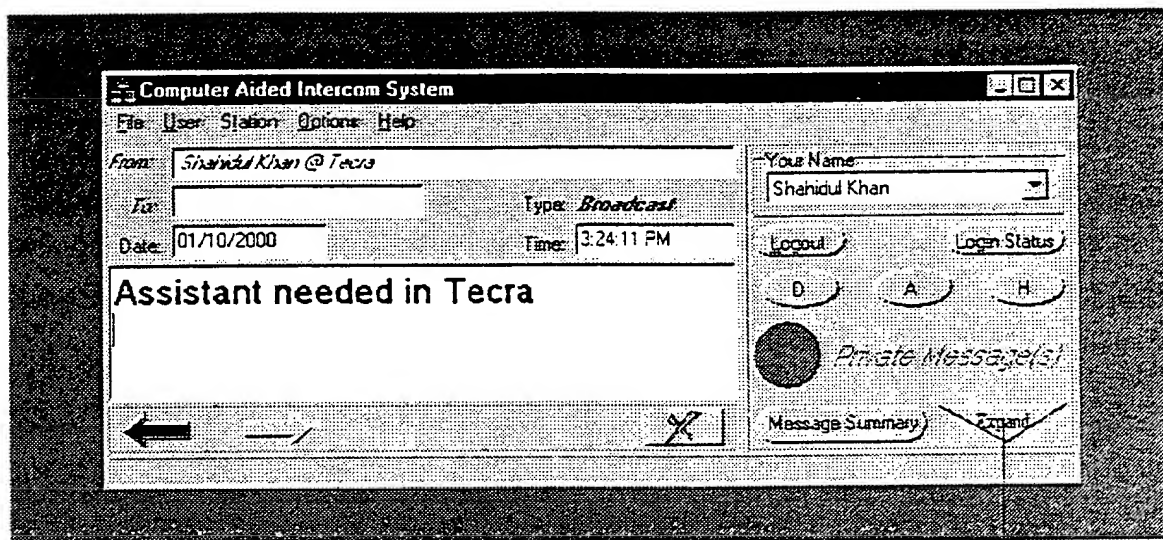 Computer Aided Intercom System
File User Station Options Help
From: Shahidul Khan @ Tecra
To: Type: Broadcast
Date: 01/10/2000 Time: 3:24:11 PM
Assistant needed in Tecra
Your Name
Shahidul Khan
Logout Login Status
D A H
Private Message(s)
Message Summary Expand